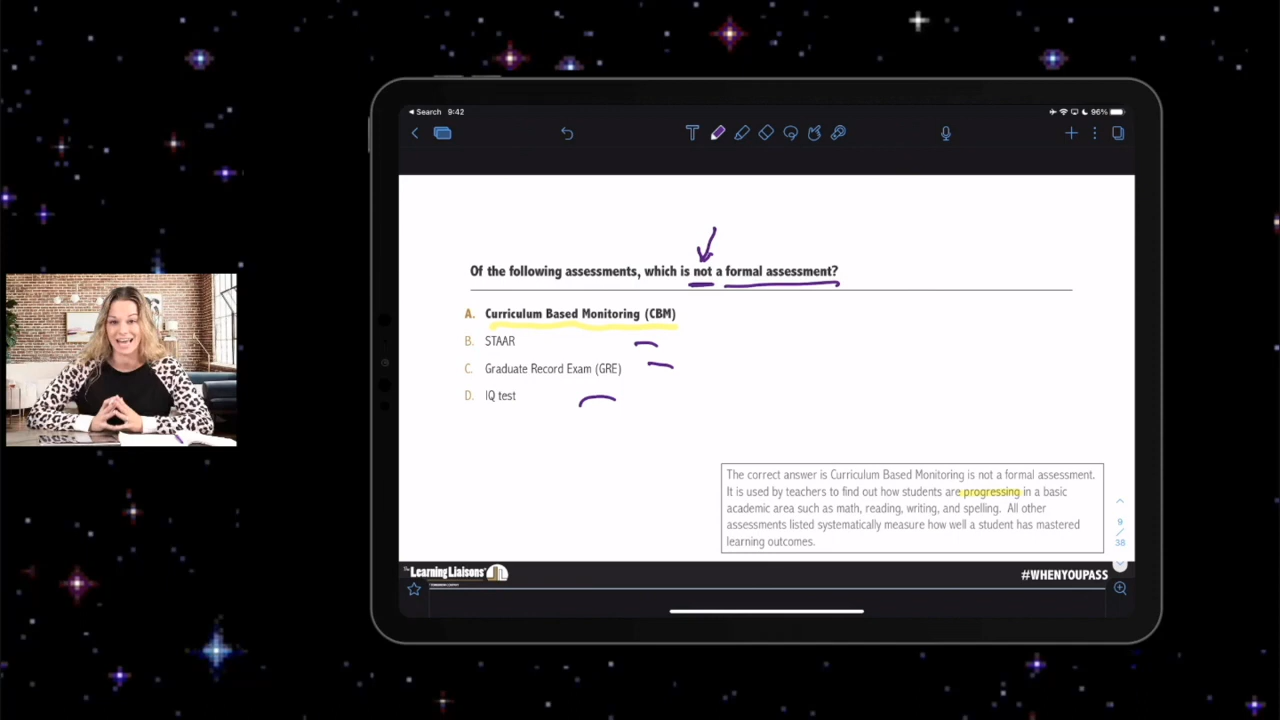 Search 9:42
96%
Of the following assessments, which is not a formal assessment?
A. Curriculum Based Monitoring (CBM)
B. STAAR
C. Graduate Record Exam (GRE)
D. IQ test
The correct answer is Curriculum Based Monitoring is not a formal assessment.
It is used by teachers to find out how students are progressing in a basic
academic area such as math, reading, writing, and spelling. All other
assessments listed systematically measure how well a student has mastered
learning outcomes.
9
/
38
The Learning Liaisons
#WHENYOUPASS